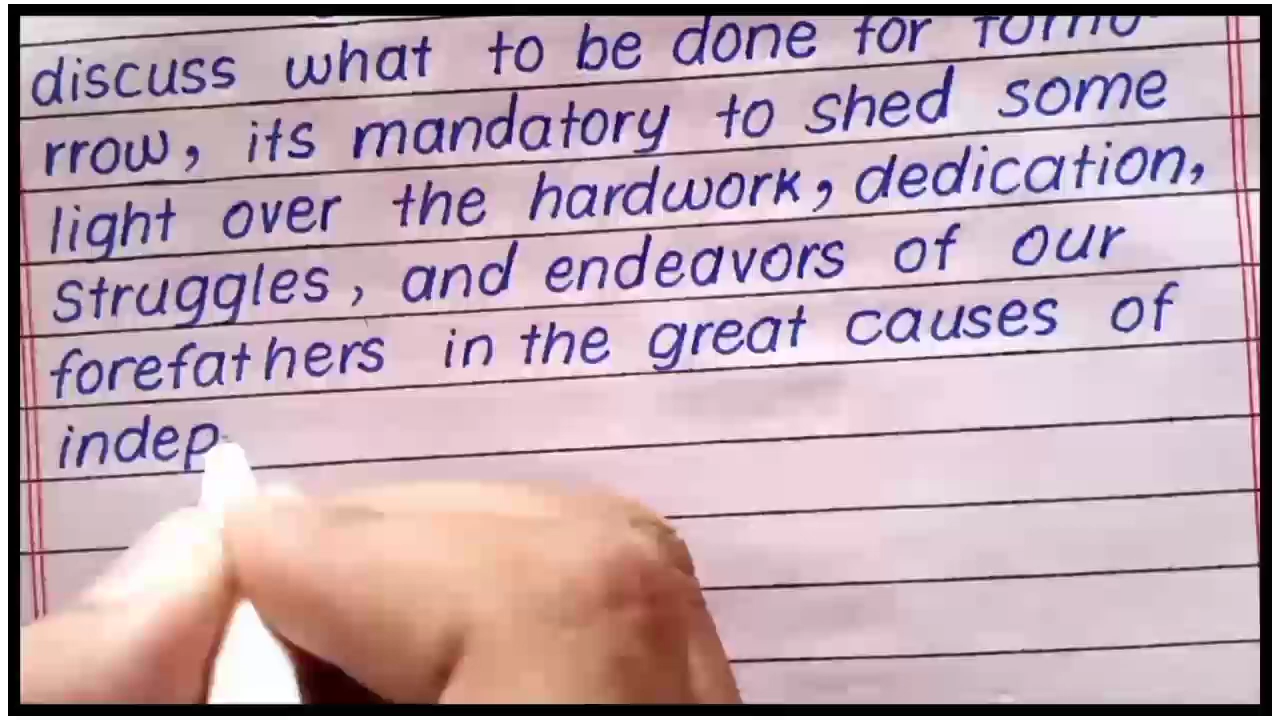 discuss what to be done for tomo-
rrow, its mandatory to shed some
light over the hardwork, dedication,
struggles, and endeavors of our
forefathers in the great causes of
indep